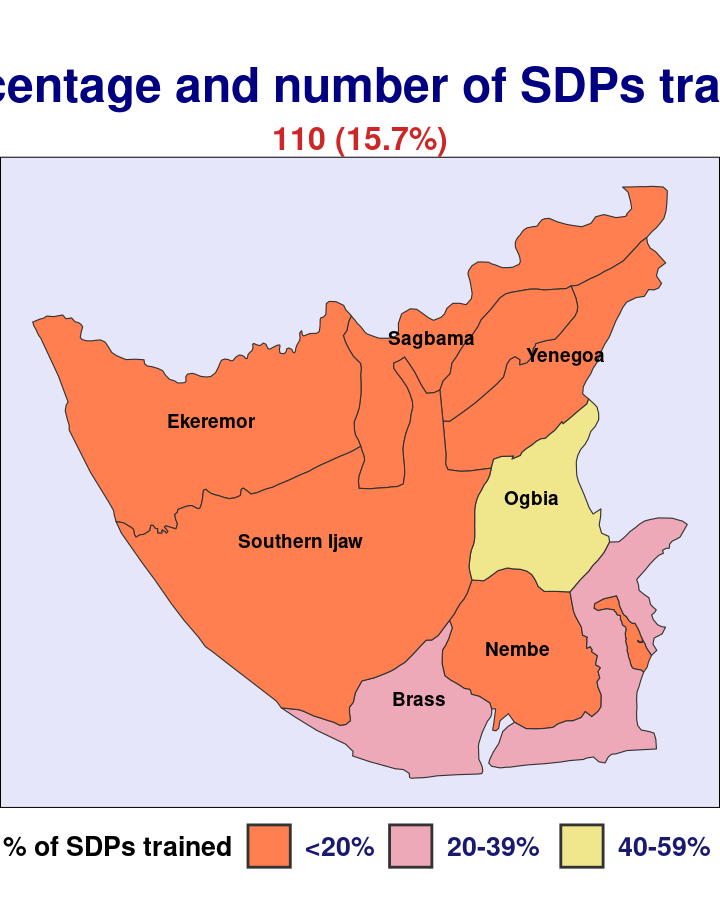 centage and number of SDPs tra
110 (15.7%)
Sagbama
Yenegoa
Ekeremor
Ogbia
Southern Ijaw
Nembe
Brass
% of SDPs trained <20% 20-39% 40-59%